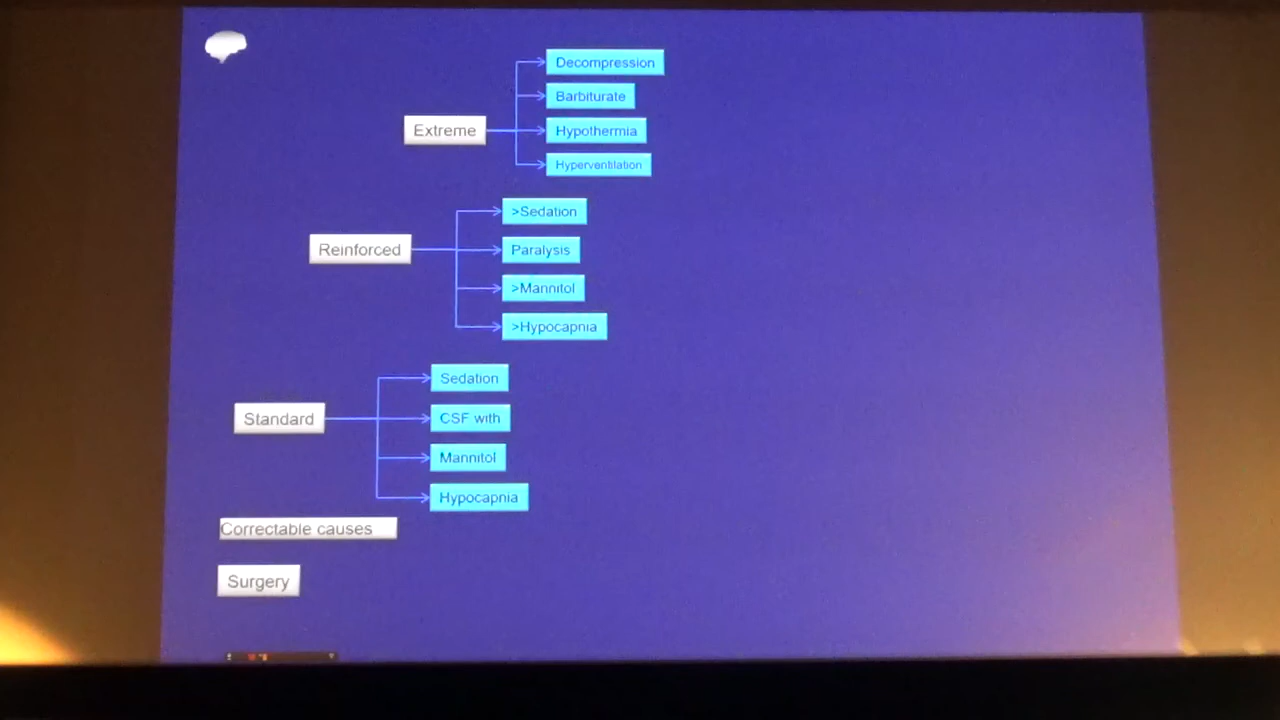 Decompression
Barbiturate
Extreme
Hypothermia
Hyperventilation
>Sedation
Reinforced
Paralysis
>Mannitol
>Hypocapnia
Sedation
Standard
CSF with
Mannitol
Hypocapnia
Correctable causes
Surgery